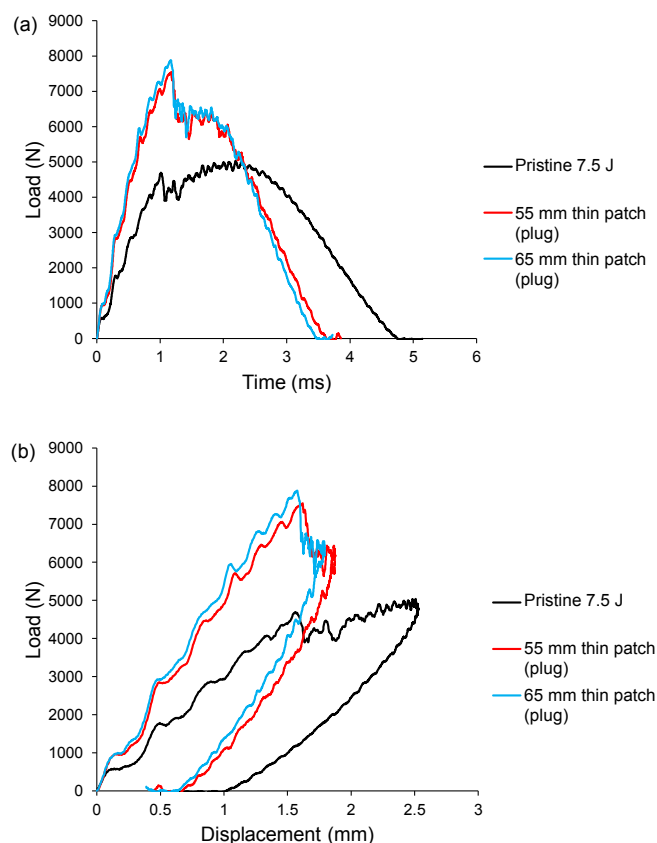 (a)
9000
8000
7000
6000
5000
4000
3000
2000
1000
0
Load (N)
0 1 2 3 4 5 6
Time (ms)
Pristine 7.5 J
55 mm thin patch
(plug)
65 mm thin patch
(plug)
(b)
9000
8000
7000
6000
5000
4000
3000
2000
1000
0
Load (N)
0 0.5 1 1.5 2 2.5 3
Displacement (mm)
Pristine 7.5 J
55 mm thin patch
(plug)
65 mm thin patch
(plug)